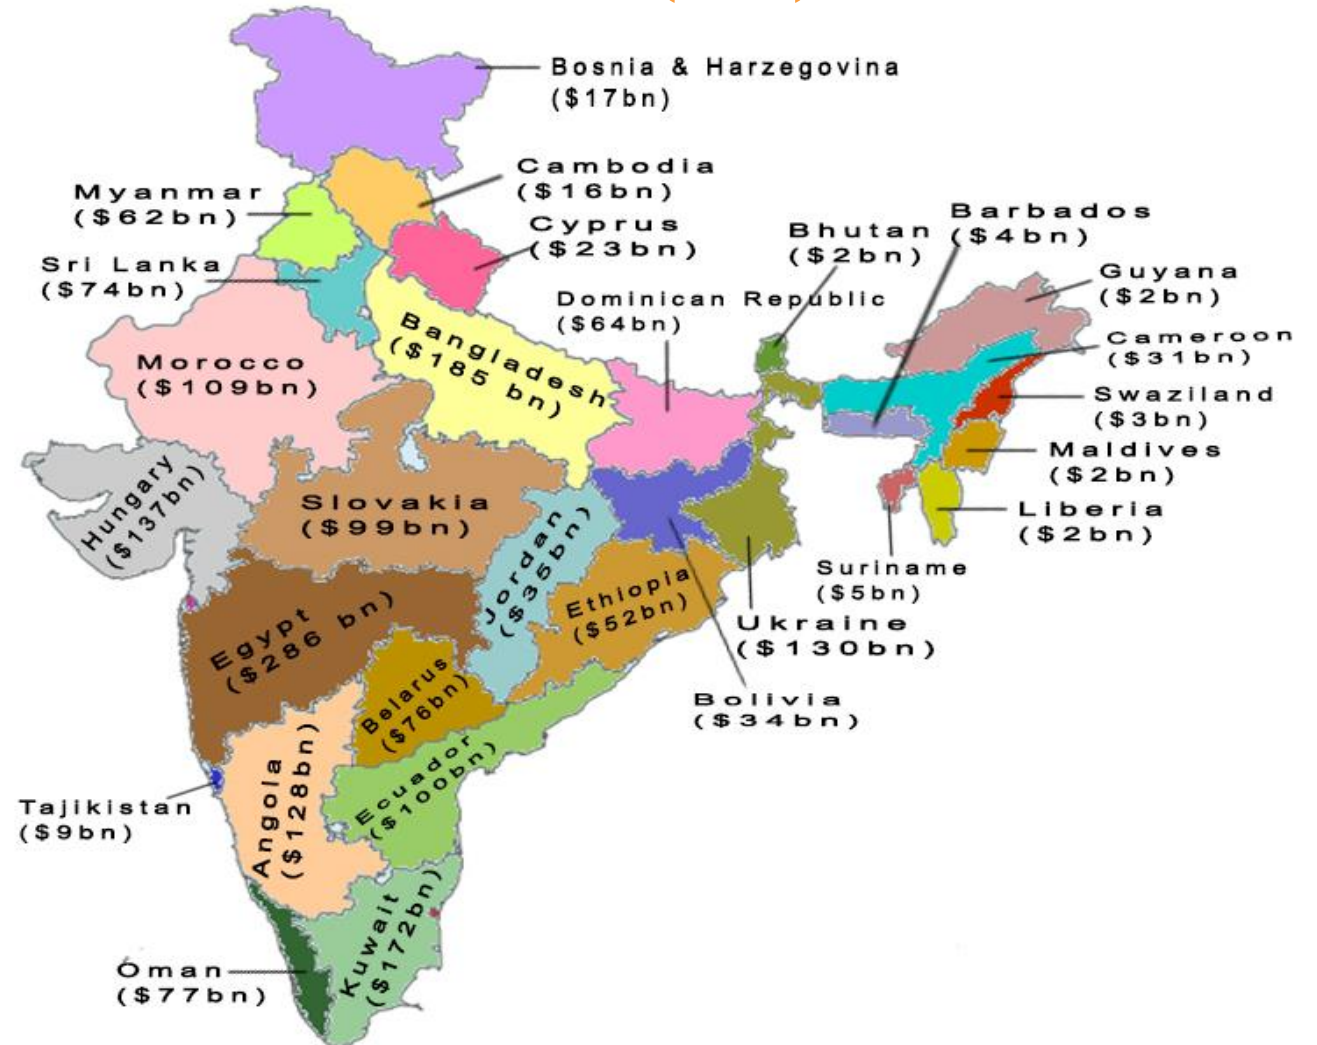 Bosnia & Harzegovina
($17bn)
Cambodia
($16bn)
Myanmar
($62bn)
Cyprus
($23bn)
Barbados
($4bn)
Bhutan
($2bn)
Sri Lanka
($74bn)
Guyana
($2bn)
Dominican Republic
($64bn)
Bangladesh
($185 bn)
Cameroon
($31bn)
Morocco
($109bn)
Swaziland
($3bn)
Maldives
($2bn)
Hungary
($137bn)
Slovakia
($99bn)
Liberia
($2bn)
Jordan
($35bn)
Suriname
($5bn)
Ethiopia
($52bn)
Egypt
($286 bn)
Ukraine
($130bn)
Belarus
($76bn)
Bolivia
($34bn)
Ecuador
($100bn)
Angola
($128bn)
Tajikistan
($9bn)
Kuwait
($172bn)
Oman
($77bn)